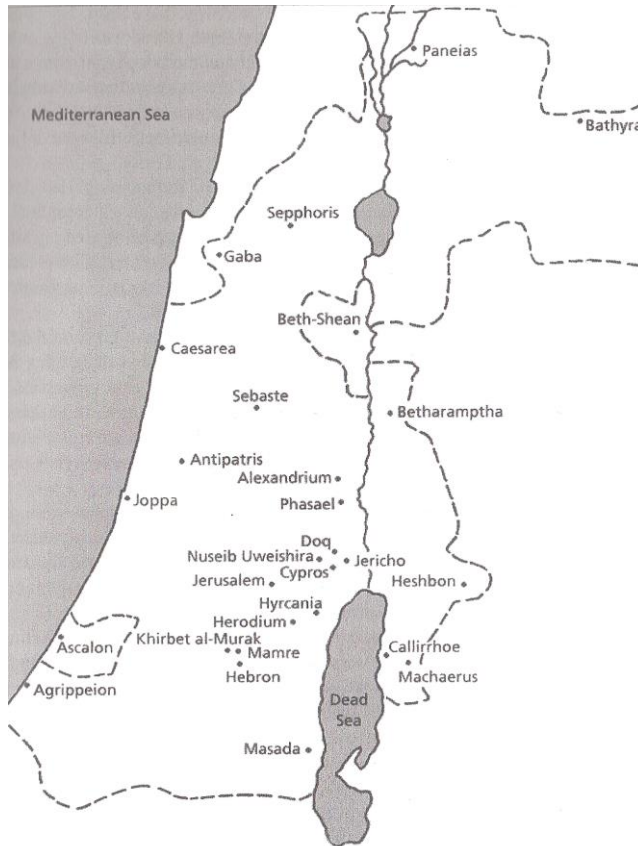 Paneias
Mediterranean Sea
Bathyra
Sepphoris
Gaba
Beth-Shean
Caesarea
Sebaste
Betharamptha
Antipatris
Alexandrium
Joppa
Phasael
Doq
Nuseib Uweishira
Jericho
Cypros
Jerusalem
Heshbon
Hyrcania
Herodium
Khirbet al-Murak
Ascalon
Mamre
Callirrhoe
Hebron
Machaerus
Agrippeion
Dead
Sea
Masada